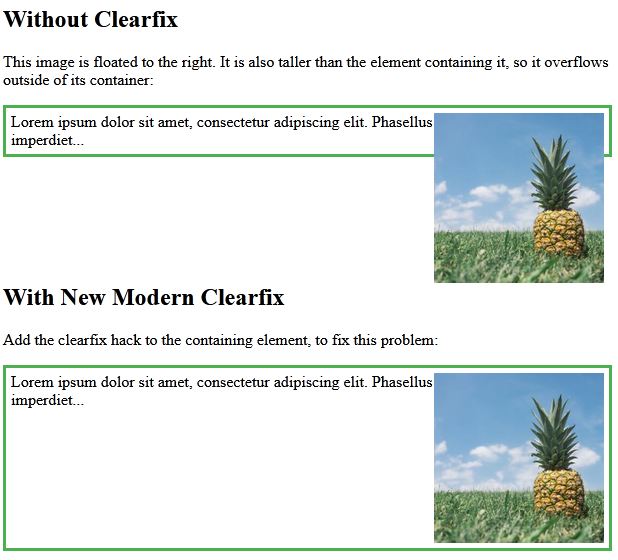 Without Clearfix
This image is floated to the right. It is also taller than the element containing it, so it overflows
outside of its container:
Lorem ipsum dolor sit amet, consectetur adipiscing elit. Phasellus
imperdiet...
With New Modern Clearfix
Add the clearfix hack to the containing element, to fix this problem:
Lorem ipsum dolor sit amet, consectetur adipiscing elit. Phasellus
imperdiet...